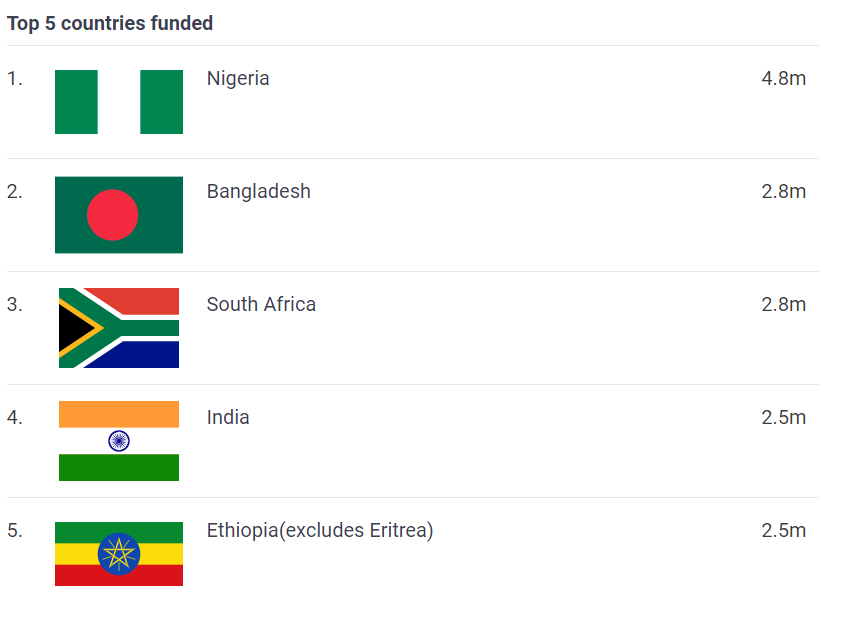 Top 5 countries funded
1. Nigeria 4.8m
2. Bangladesh 2.8m
3. South Africa 2.8m
4. India 2.5m
5. Ethiopia(excludes Eritrea) 2.5m